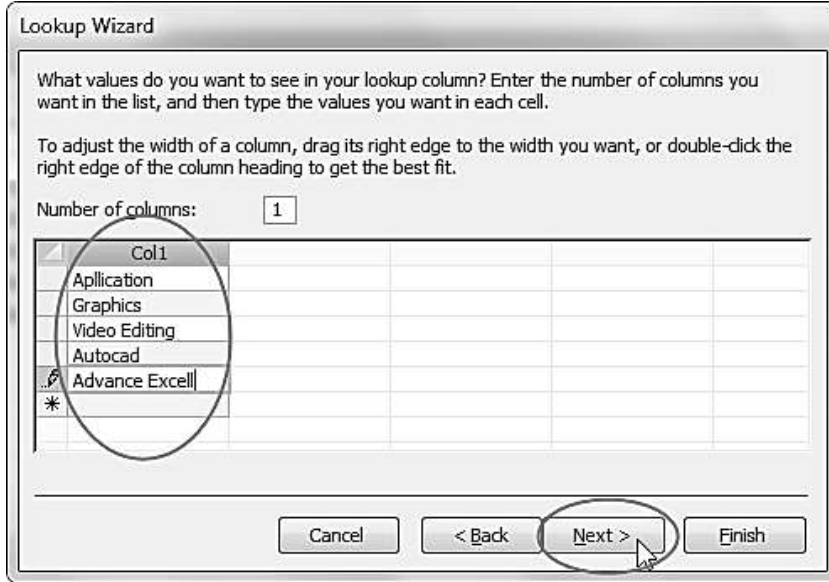 Lookup Wizard
What values do you want to see in your lookup column? Enter the number of columns you
want in the list, and then type the values you want in each cell.
To adjust the width of a column, drag its right edge to the width you want, or double-click the
right edge of the column heading to get the best fit.
Number of columns: 1
Col1
Apllication
Graphics
Video Editing
Autocad
Advance Excell
Cancel < Back Next > Finish